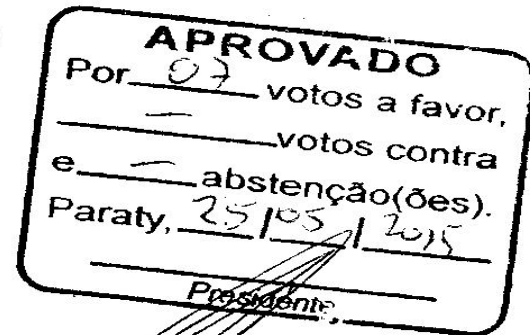 APROVADO
Por 07 votos a favor,
— votos contra
e — abstenção(ões).
Paraty, 25/05/2015
Presidente